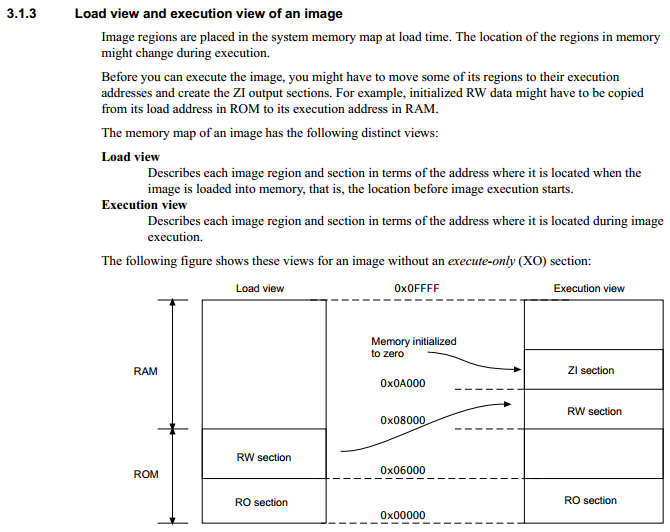 3.1.3 Load view and execution view of an image
Image regions are placed in the system memory map at load time. The location of the regions in memory
might change during execution.
Before you can execute the image, you might have to move some of its regions to their execution
addresses and create the ZI output sections. For example, initialized RW data might have to be copied
from its load address in ROM to its execution address in RAM.
The memory map of an image has the following distinct views:
Load view
Describes each image region and section in terms of the address where it is located when the
image is loaded into memory, that is, the location before image execution starts.
Execution view
Describes each image region and section in terms of the address where it is located during image
execution.
The following figure shows these views for an image without an execute-only (XO) section:
Load view
0x0FFFF
Execution view
Memory initialized
to zero
RAM
ZI section
0x0A000
RW section
0x08000
RW section
ROM
0x06000
RO section
RO section
0x00000